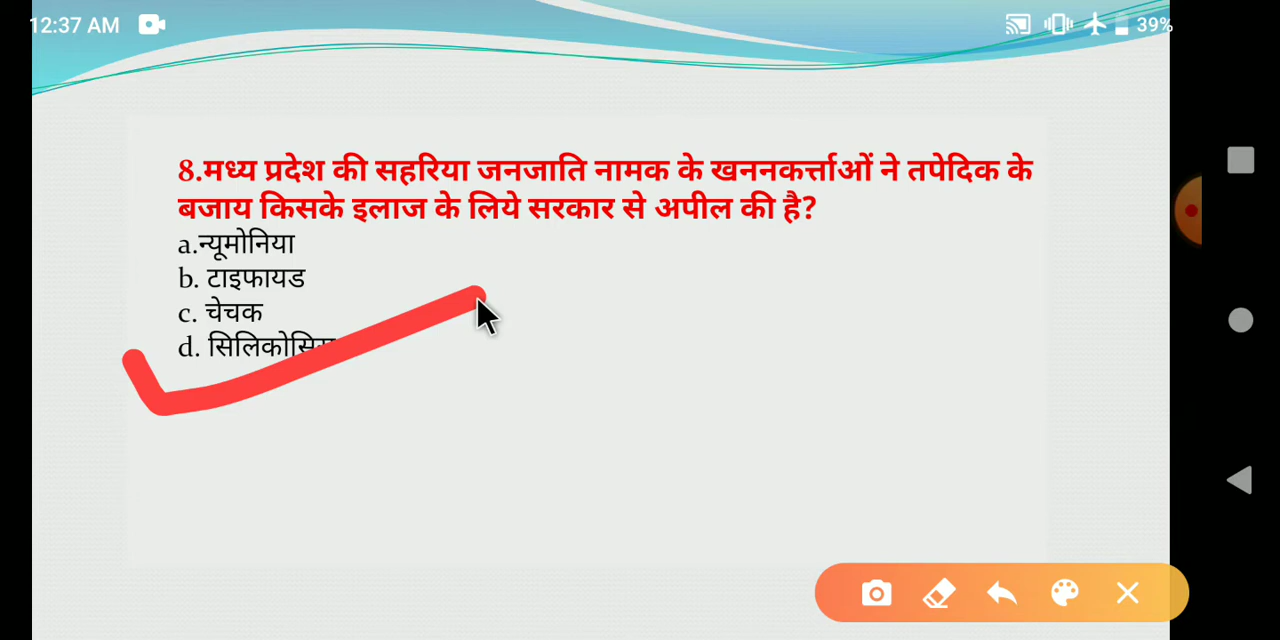 12:37 AM
39%
8.मध्य प्रदेश की सहरिया जनजाति नामक के खननकर्त्ताओं ने तपेदिक के
बजाय किसके इलाज के लिये सरकार से अपील की है?
a.न्यूमोनिया
b. टाइफायड
c. चेचक
d. सिलिकोसिस